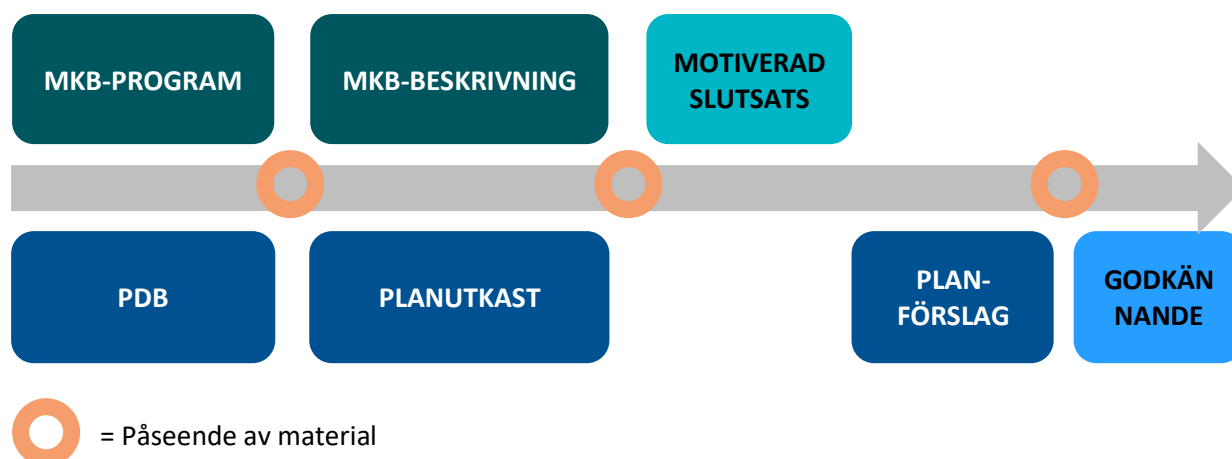 MKB-PROGRAM
MKB-BESKRIVNING
MOTIVERAD
SLUTSATS
PDB
PLANUTKAST
PLAN-
FÖRSLAG
GODKÄN
NANDE
= Påseende av material